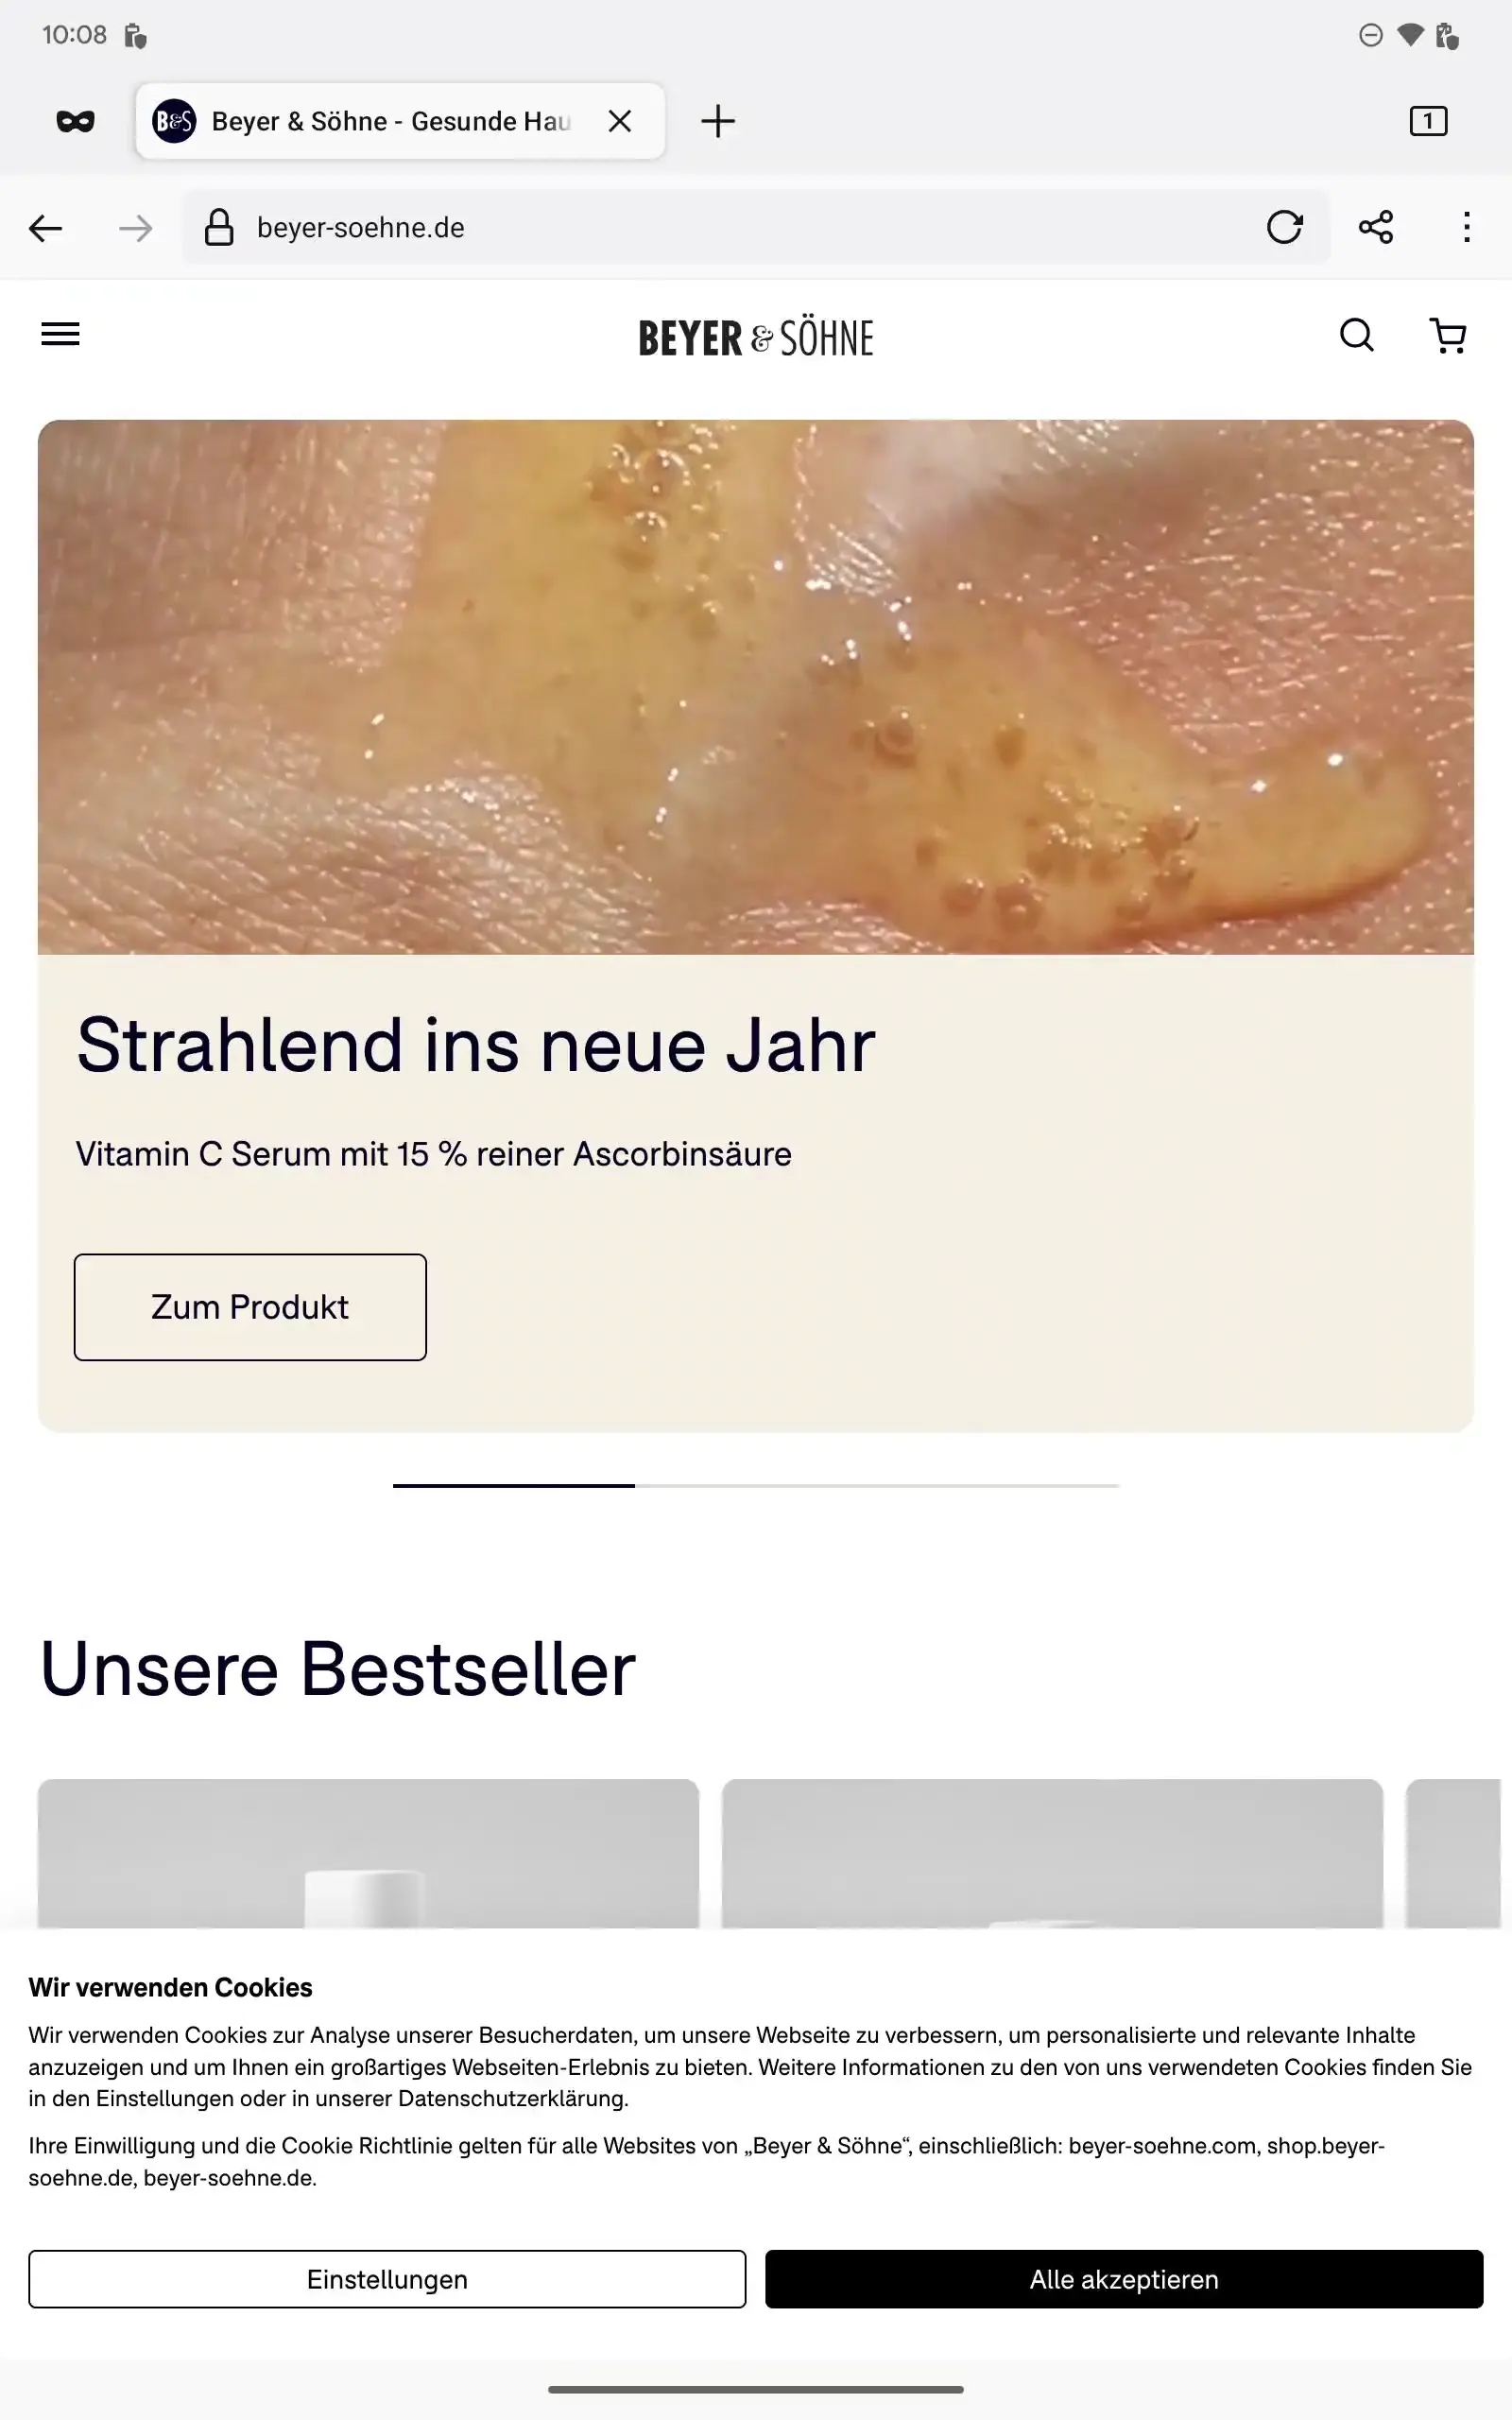 10:08
B&S Beyer & Söhne - Gesunde Hau
1
beyer-soehne.de
BEYER & SÖHNE
Strahlend ins neue Jahr
Vitamin C Serum mit 15 % reiner Ascorbinsäure
Zum Produkt
Unsere Bestseller
Wir verwenden Cookies
Wir verwenden Cookies zur Analyse unserer Besucherdaten, um unsere Webseite zu verbessern, um personalisierte und relevante Inhalte
anzuzeigen und um Ihnen ein großartiges Webseiten-Erlebnis zu bieten. Weitere Informationen zu den von uns verwendeten Cookies finden Sie
in den Einstellungen oder in unserer Datenschutzerklärung.
Ihre Einwilligung und die Cookie Richtlinie gelten für alle Websites von „Beyer & Söhne“, einschließlich: beyer-soehne.com, shop.beyer-
soehne.de, beyer-soehne.de.
Einstellungen
Alle akzeptieren